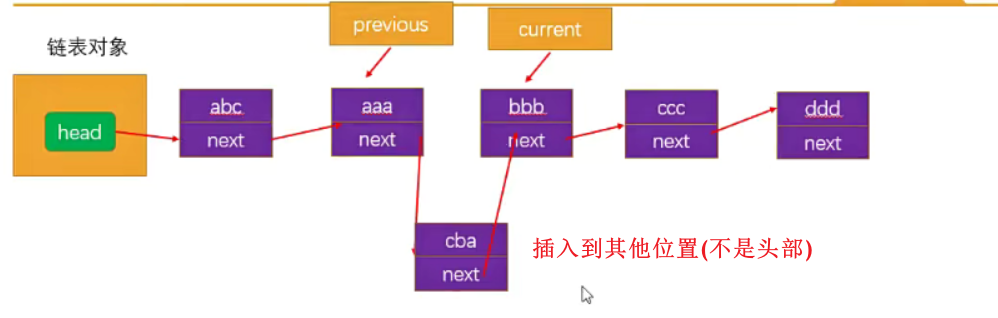 previous
current
链表对象
head
abc
next
aaa
next
bbb
next
ccc
next
ddd
next
cba
next
插入到其他位置(不是头部)